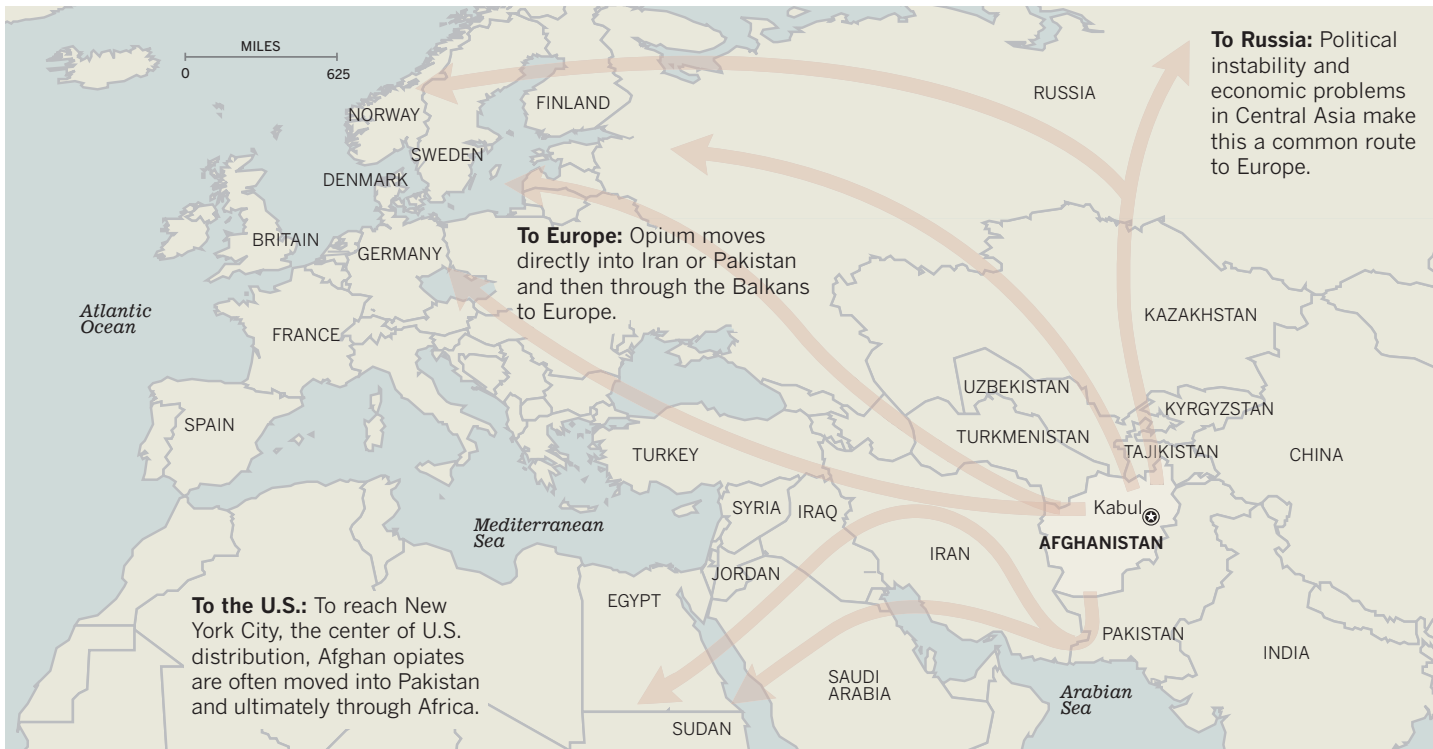 MILES
0 625
To Russia: Political
instability and
economic problems
in Central Asia make
this a common route
to Europe.
RUSSIA
FINLAND
NORWAY
SWEDEN
DENMARK
BRITAIN
GERMANY
To Europe: Opium moves
directly into Iran or Pakistan
and then through the Balkans
to Europe.
Atlantic
Ocean
FRANCE
KAZAKHSTAN
UZBEKISTAN
KYRGYZSTAN
SPAIN
TURKMENISTAN
TAJIKISTAN
TURKEY
CHINA
Mediterranean
Sea
SYRIA
IRAQ
Kabul
AFGHANISTAN
IRAN
JORDAN
EGYPT
To the U.S.: To reach New
York City, the center of U.S.
distribution, Afghan opiates
are often moved into Pakistan
and ultimately through Africa.
PAKISTAN
INDIA
SAUDI
ARABIA
Arabian
Sea
SUDAN